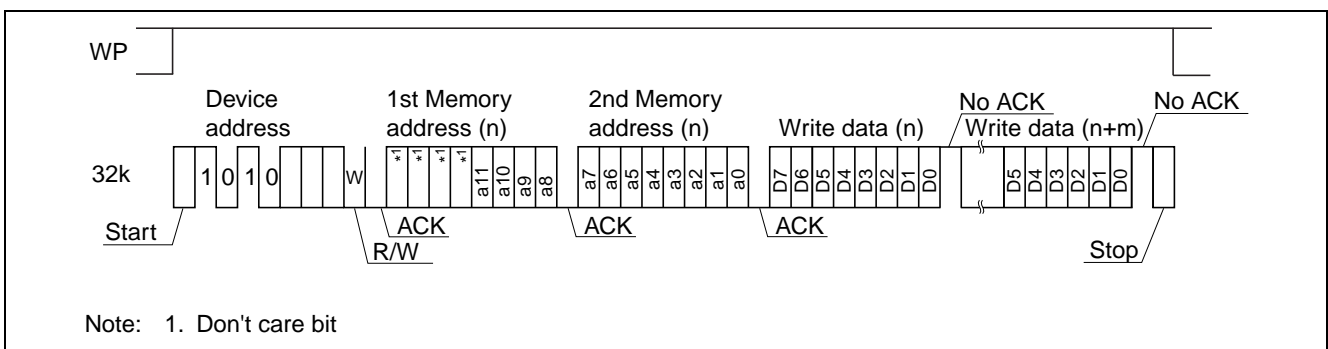 WP
Device
address
1st Memory
address (n)
2nd Memory
address (n)
Write data (n)
No ACK
Write data (n+m)
No ACK
32k
1 0 1 0 W *1 *1 *1 *1 a11 a10 a9 a8 a7 a6 a5 a4 a3 a2 a1 a0 D7 D6 D5 D4 D3 D2 D1 D0 D5 D4 D3 D2 D1 D0
Start
R/W
ACK
ACK
ACK
Stop
Note: 1. Don't care bit